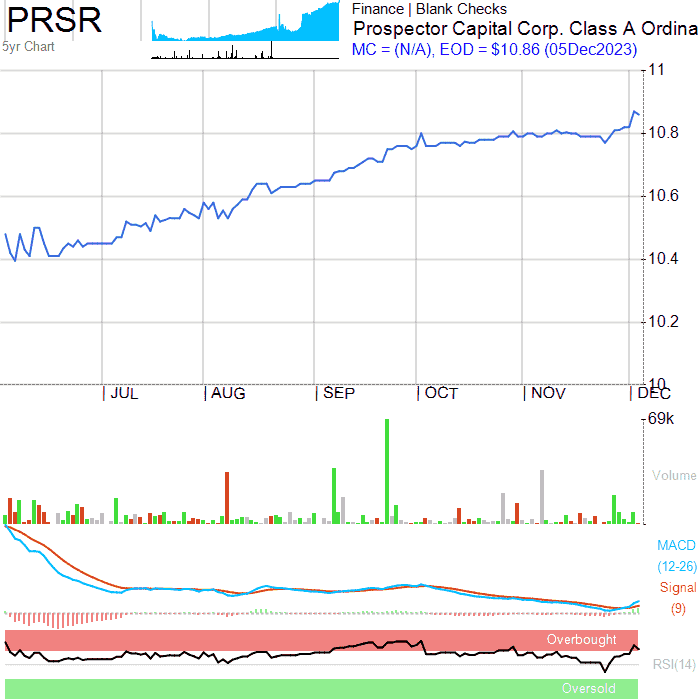 PRSR
5yr Chart
Finance | Blank Checks
Prospector Capital Corp. Class A Ordina
MC = (N/A), EOD = $10.86 (05Dec2023)
11
10.8
10.6
10.4
10.2
10
JUL AUG SEP OCT NOV DEC
69k
Volume
MACD
(12-26)
Signal
(9)
Overbought
RSI(14)
Oversold